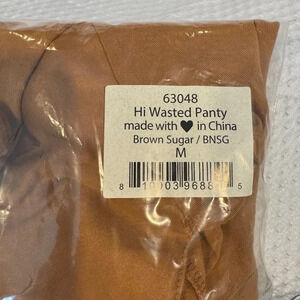 63048
Hi Wasted Panty
made with ♥ in China
Brown Sugar / BNSG
M